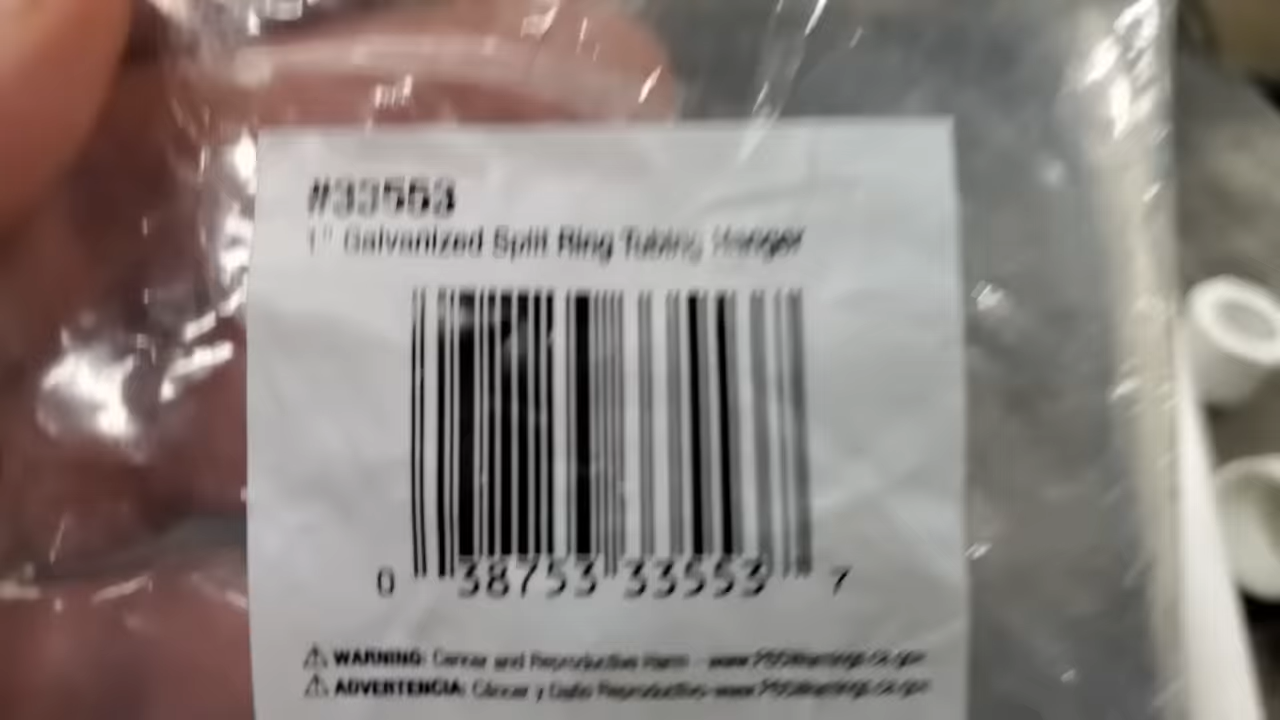 #33553
1" Galvanized Split Ring Tubing Hanger
0 38753 33553 7
⚠ WARNING: Cancer and Reproductive Harm - www.P65Warnings.ca.gov
⚠ ADVERTENCIA: Cáncer y Daño Reproductivo-www.P65Warnings.ca.gov